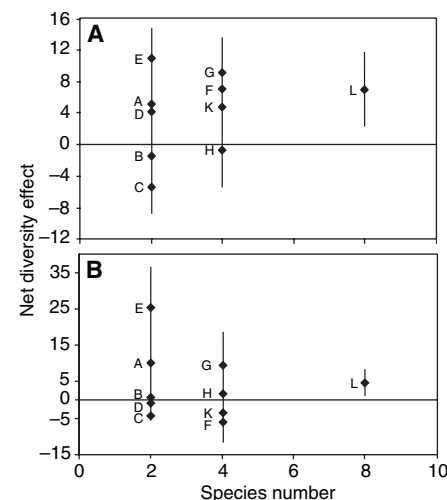 16
A
12
E
G
8
F
L
A
K
4
D
0
H
B
−4
C
−8
−12
Net diversity effect
B
35
E
25
15
A
G
5
L
B
H
0
D
K
−5
C
F
−15
0 2 4 6 8 10
Species number